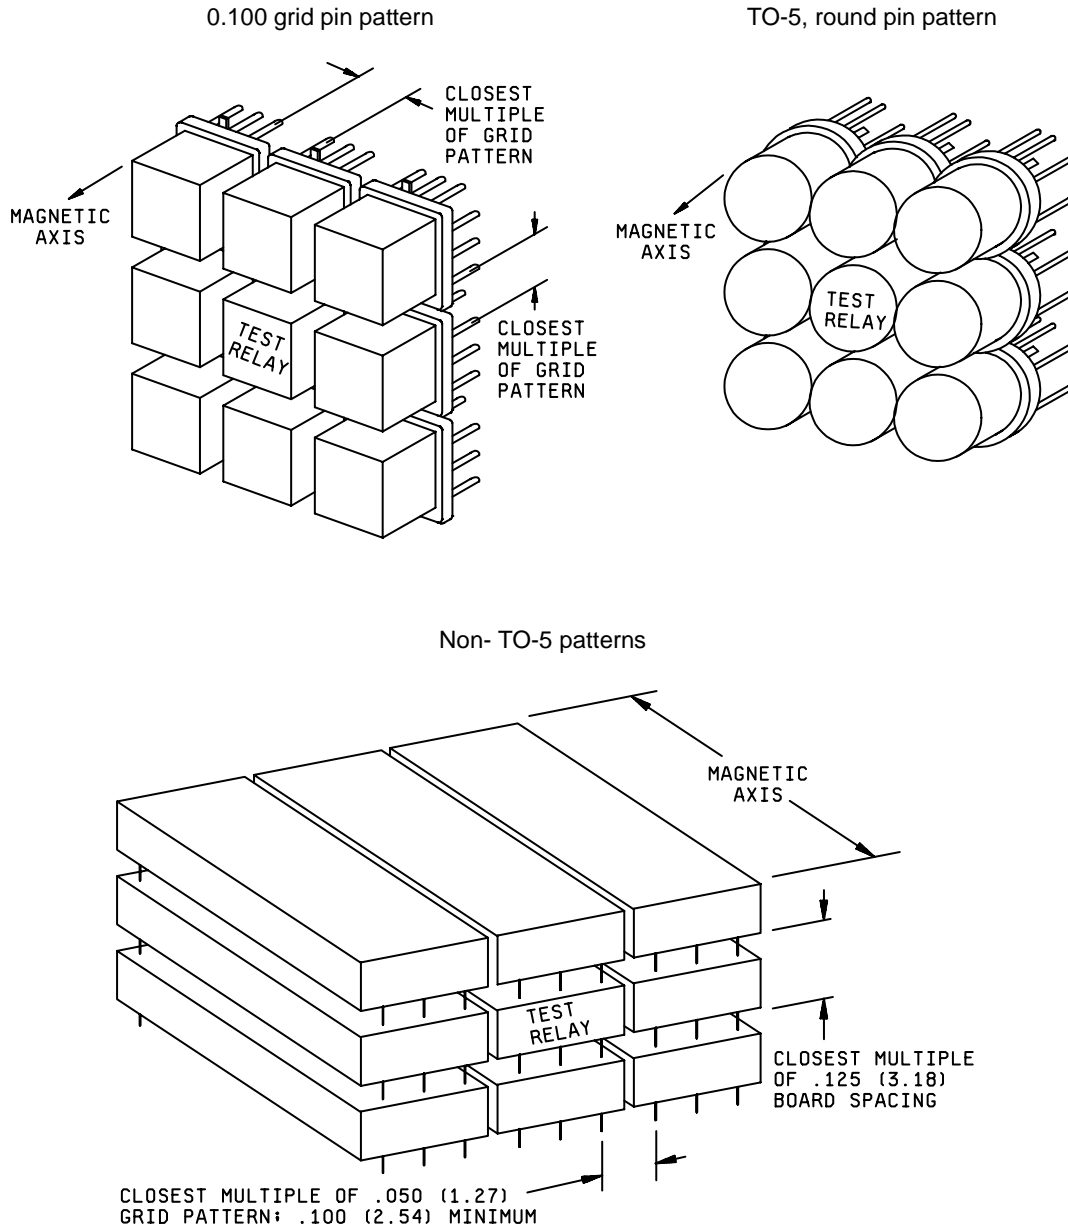 0.100 grid pin pattern
TO-5, round pin pattern
CLOSEST
MULTIPLE
OF GRID
PATTERN
MAGNETIC
AXIS
TEST
RELAY
CLOSEST
MULTIPLE
OF GRID
PATTERN
MAGNETIC
AXIS
TEST
RELAY
Non- TO-5 patterns
MAGNETIC
AXIS
TEST
RELAY
CLOSEST MULTIPLE
OF .125 (3.18)
BOARD SPACING
CLOSEST MULTIPLE OF .050 (1.27)
GRID PATTERN; .100 (2.54) MINIMUM